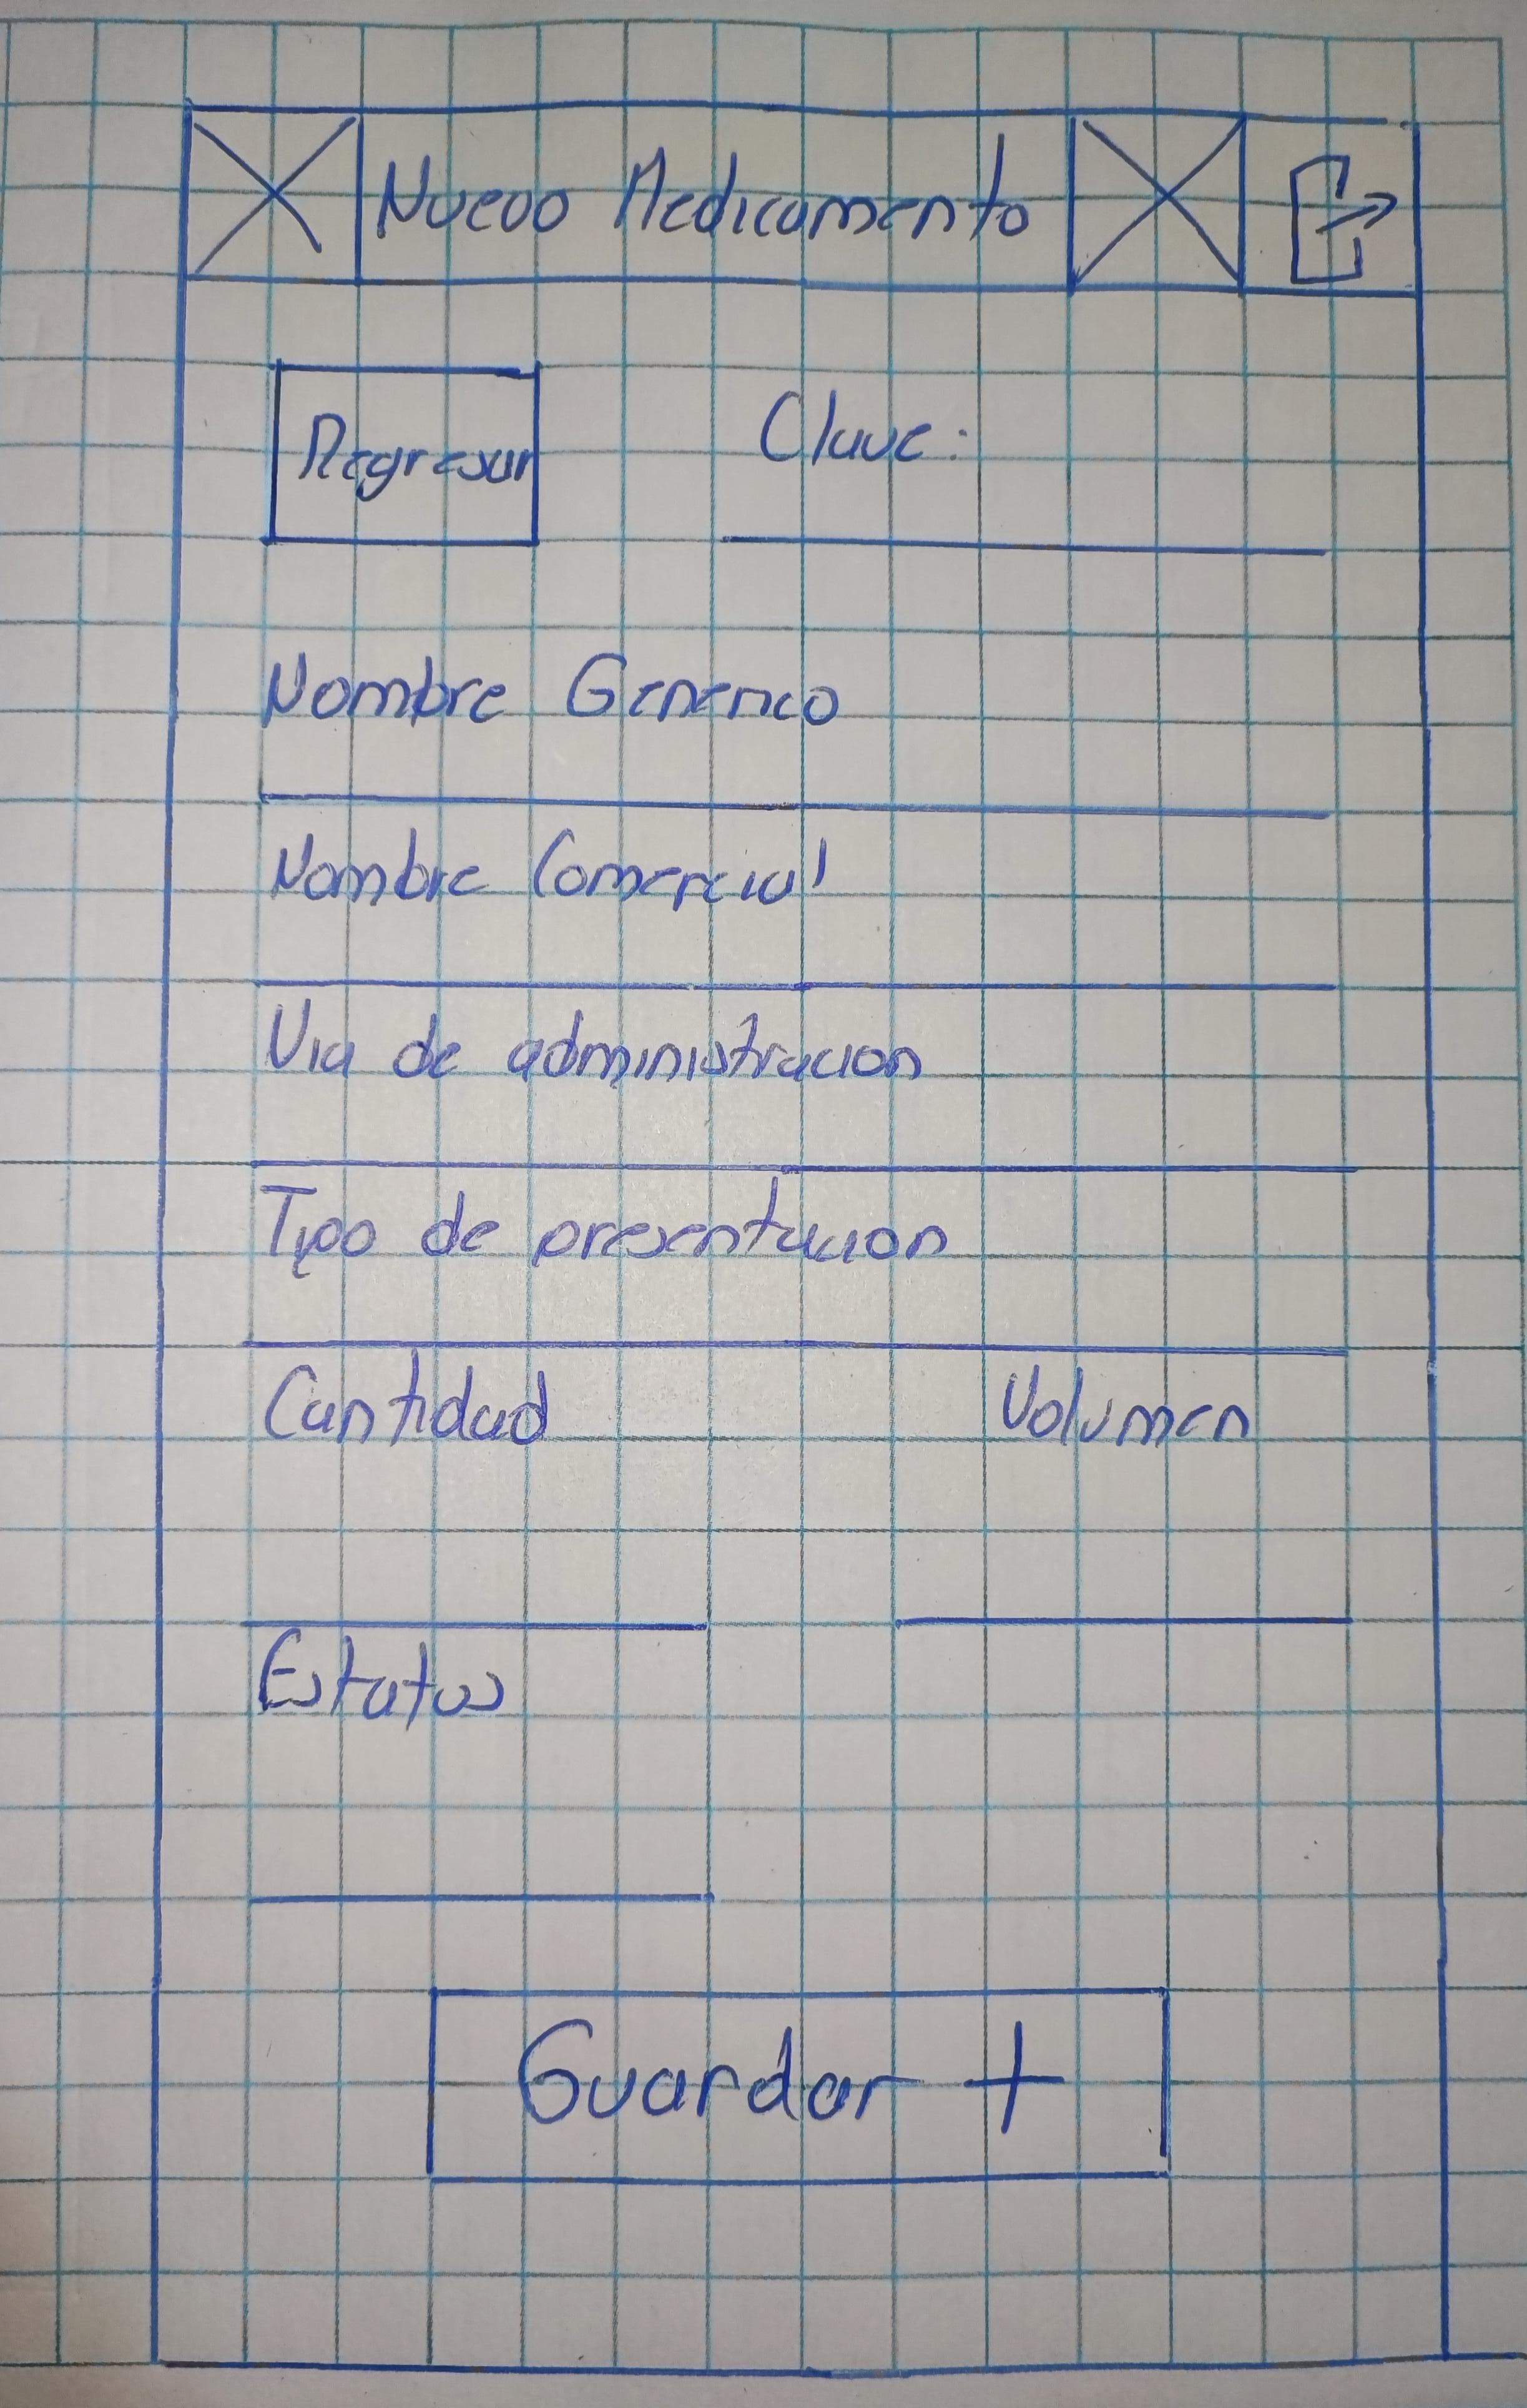 Nuevo Medicamento
Regresar
Clave:
Nombre Generico
Nombre Comercial
Via de administracion
Tipo de presentacion
Cantidad Volumen
Estatus
Guardar +